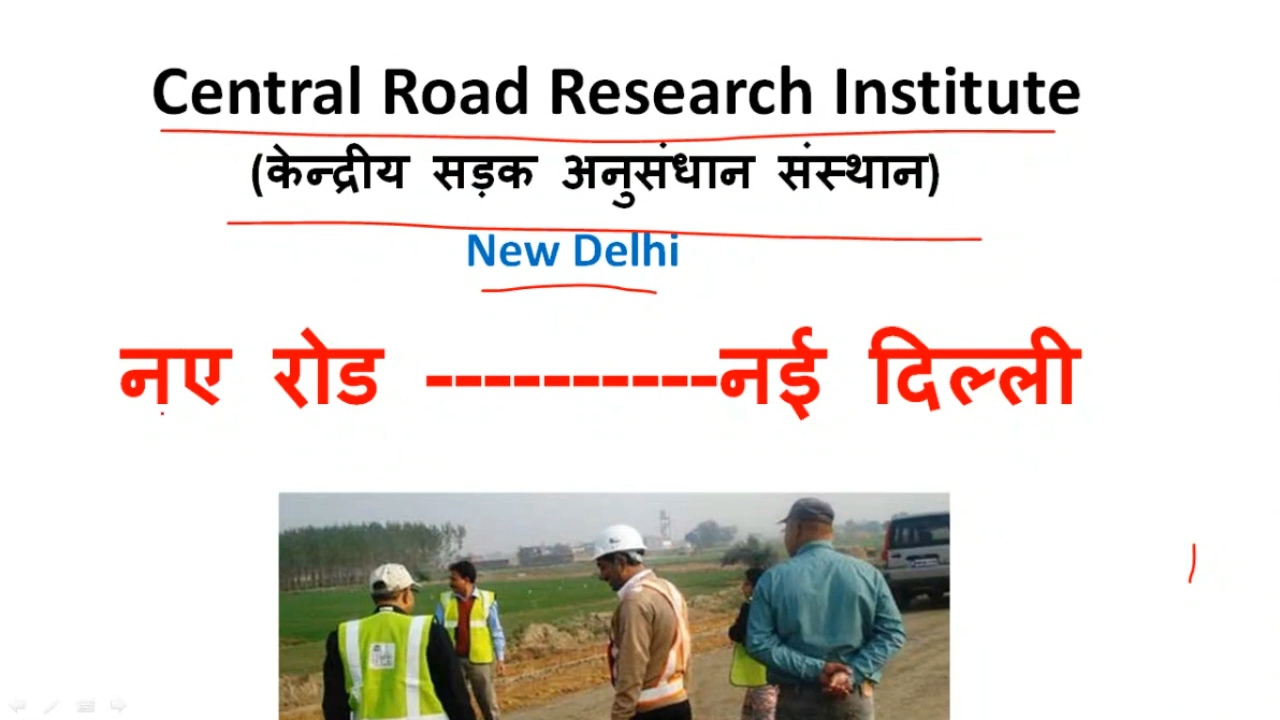 Central Road Research Institute
(केन्द्रीय सड़क अनुसंधान संस्थान)
New Delhi
नए रोड ----------नई दिल्ली